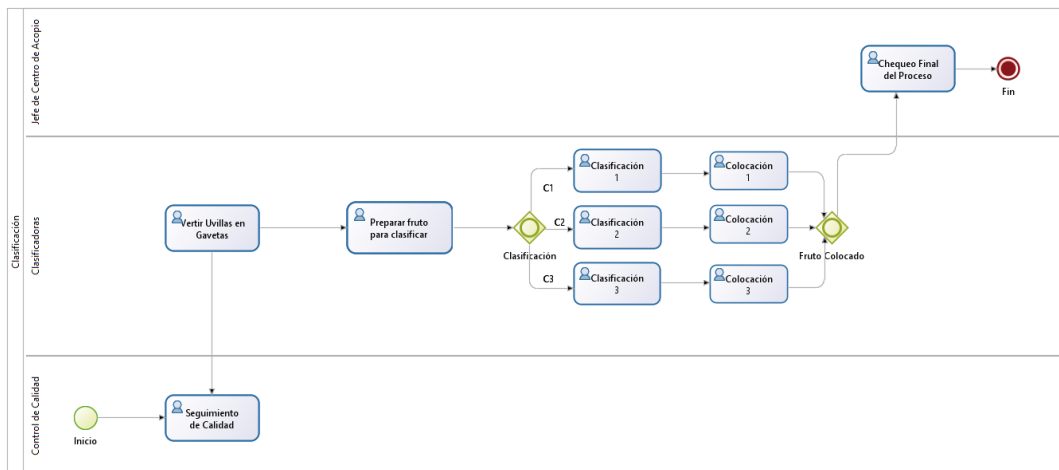 Clasificación
Jefe de Centro de Acopio
Chequeo Final
del Proceso
Fin
Clasificadoras
Vertir Uvillas en
Gavetas
Preparar fruto
para clasificar
Clasificación
C1
C2
C3
Clasificación
1
Clasificación
2
Clasificación
3
Colocación
1
Colocación
2
Colocación
3
Fruto Colocado
Control de Calidad
Inicio
Seguimiento
de Calidad